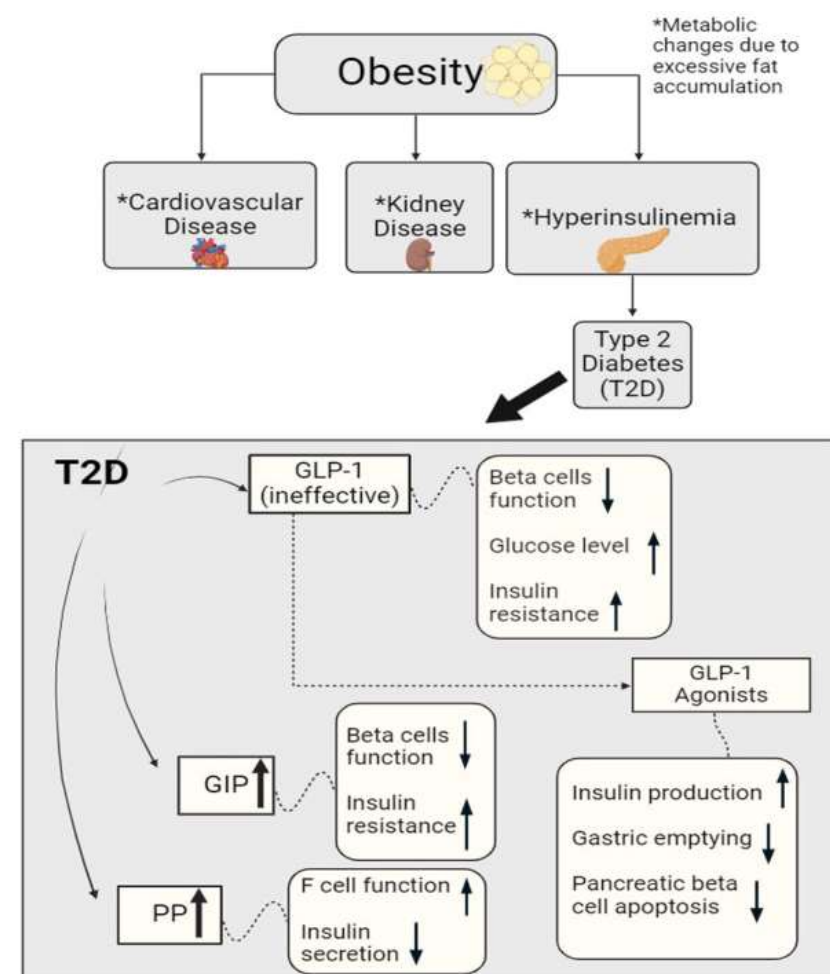 *Metabolic
changes due to
excessive fat
accumulation
Obesity
*Cardiovascular
Disease
*Kidney
Disease
*Hyperinsulinemia
Type 2
Diabetes
(T2D)
T2D
GLP-1
(ineffective)
Beta cells
function
Glucose level
Insulin
resistance
GLP-1
Agonists
GIP
Beta cells
function
Insulin
resistance
Insulin production
Gastric emptying
Pancreatic beta
cell apoptosis
PP
F cell function
Insulin
secretion